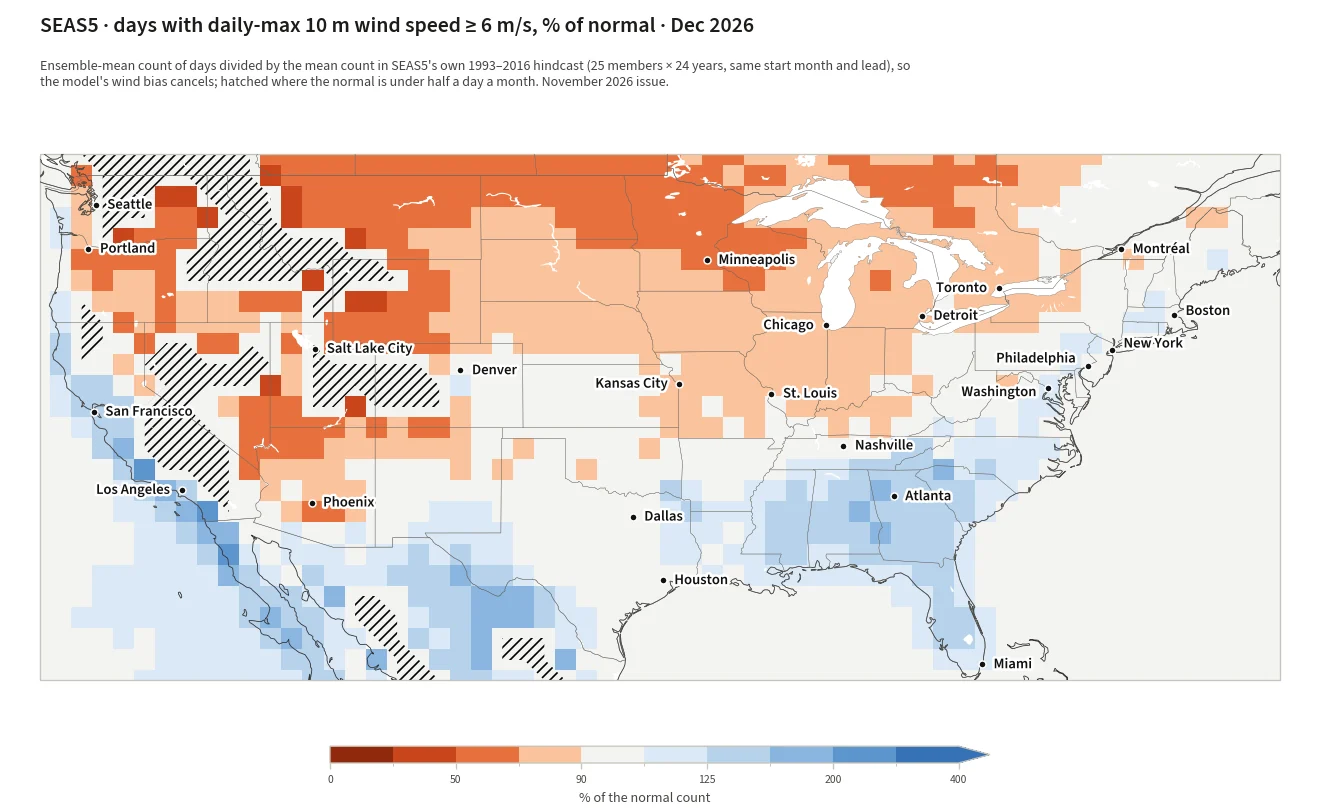 SEAS5 · days with daily-max 10 m wind speed ≥ 6 m/s, % of normal · Dec 2026
Ensemble-mean count of days divided by the mean count in SEAS5's own 1993–2016 hindcast (25 members × 24 years, same start month and lead), so
the model's wind bias cancels; hatched where the normal is under half a day a month. November 2026 issue.
Seattle
Portland
Montréal
Minneapolis
Toronto
Boston
Detroit
Chicago
New York
Salt Lake City
Philadelphia
Denver
Kansas City
St. Louis
Washington
San Francisco
Nashville
Los Angeles
Atlanta
Phoenix
Dallas
Houston
Miami
0 50 90 125 200 400
% of the normal count